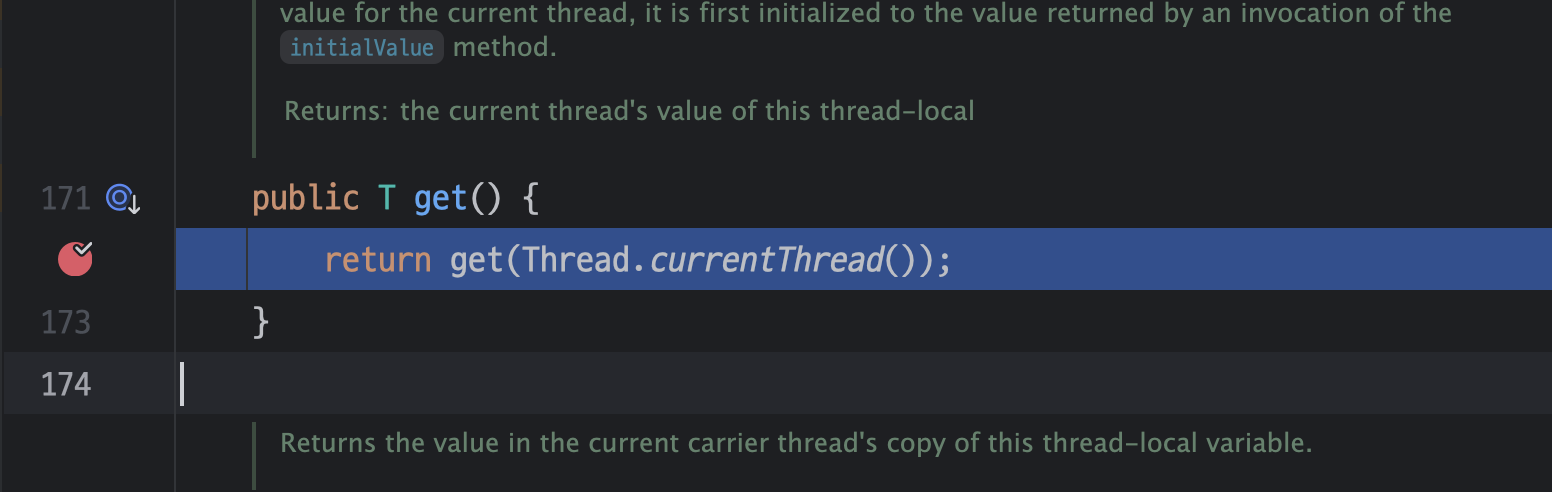 value for the current thread, it is first initialized to the value returned by an invocation of the
initialValue method.
Returns: the current thread's value of this thread-local
171 public T get() {
return get(Thread.currentThread());
173 }
174
Returns the value in the current carrier thread's copy of this thread-local variable.